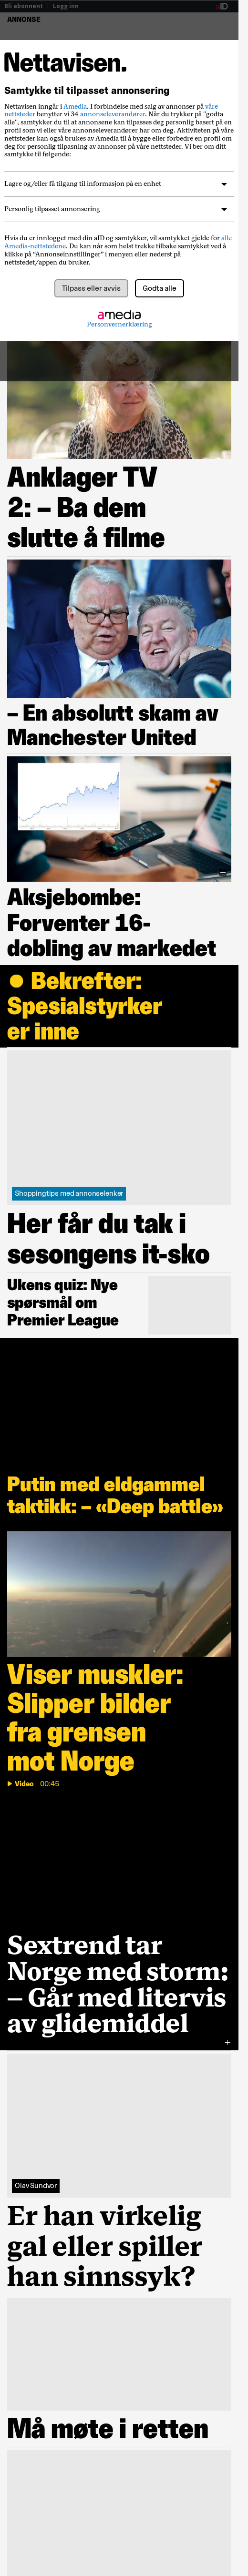 Bli abonnent | Logg inn
aID
ANNONSE
Nettavisen.
Samtykke til tilpasset annonsering
Nettavisen inngår i Amedia. I forbindelse med salg av annonser på våre
nettsteder benytter vi 34 annonseleverandører. Når du trykker på "godta
alle", samtykker du til at annonsene kan tilpasses deg personlig basert på en
profil som vi eller våre annonseleverandører har om deg. Aktivitetene på våre
nettsteder kan også brukes av Amedia til å bygge eller forbedre en profil om
deg for personlig tilpasning av annonser på våre nettsteder. Vi ber om ditt
samtykke til følgende:
Lagre og/eller få tilgang til informasjon på en enhet
Personlig tilpasset annonsering
Hvis du er innlogget med din aID og samtykker, vil samtykket gjelde for alle
Amedia-nettstedene. Du kan når som helst trekke tilbake samtykket ved å
klikke på “Annonseinnstillinger” i menyen eller nederst på
nettstedet/appen du bruker.
Tilpass eller avvis
Godta alle
amedia
Personvernerklæring
Anklager TV
2: – Ba dem
slutte å filme
– En absolutt skam av
Manchester United
Aksjebombe:
Forventer 16-
dobling av markedet
Bekrefter:
Spesialstyrker
er inne
Shoppingtips med annonselenker
Her får du tak i
sesongens it-sko
Ukens quiz: Nye
spørsmål om
Premier League
Putin med eldgammel
taktikk: – «Deep battle»
Viser muskler:
Slipper bilder
fra grensen
mot Norge
Video | 00:45
Sextrend tar
Norge med storm:
– Går med litervis
av glidemiddel
Olav Sundvor
Er han virkelig
gal eller spiller
han sinnssyk?
Må møte i retten